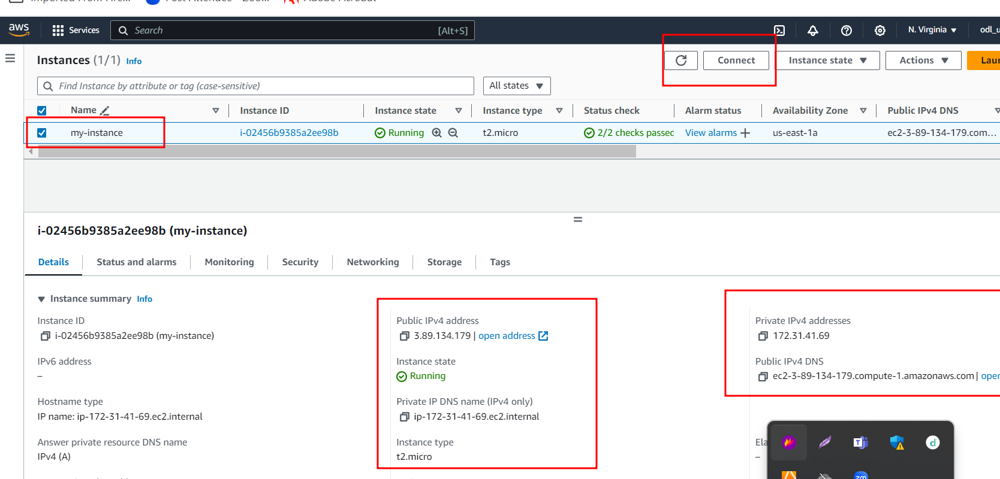 aws Services Search [Alt+S] N. Virginia
Instances (1/1) Info Connect Instance state Actions
Find Instance by attribute or tag (case-sensitive) All states
Name Instance ID Instance state Instance type Status check Alarm status Availability Zone Public IPv4 DNS
my-instance i-02456b9385a2ee98b Running t2.micro 2/2 checks passed View alarms us-east-1a ec2-3-89-134-179.com...
i-02456b9385a2ee98b (my-instance)
Details Status and alarms Monitoring Security Networking Storage Tags
Instance summary Info
Instance ID Public IPv4 address Private IPv4 addresses
i-02456b9385a2ee98b (my-instance) 3.89.134.179 | open address 172.31.41.69
IPv6 address Instance state Public IPv4 DNS
– Running ec2-3-89-134-179.compute-1.amazonaws.com | open
Hostname type Private IP DNS name (IPv4 only)
IP name: ip-172-31-41-69.ec2.internal ip-172-31-41-69.ec2.internal
Answer private resource DNS name Instance type Ela
IPv4 (A) t2.micro –